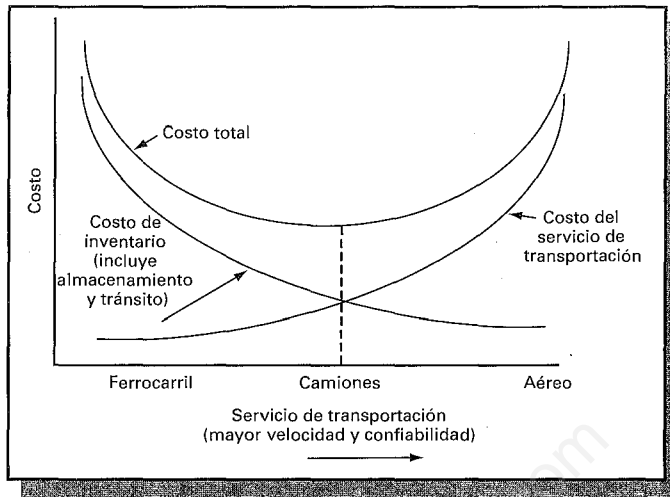 Costo total
Costo
Costo de
inventario
(incluye
almacenamiento
y tránsito)
Costo del
servicio de
transportación
Ferrocarril
Camiones
Aéreo
Servicio de transportación
(mayor velocidad y confiabilidad)
om